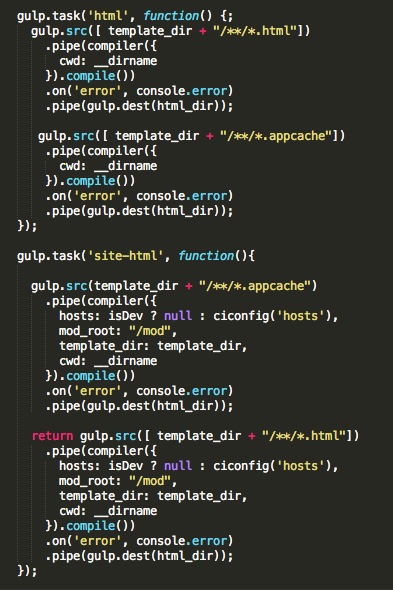 gulp.task('html', function() {;
  gulp.src([ template_dir + "/**/*.html"])
    .pipe(compiler({
      cwd: __dirname
    }).compile())
    .on('error', console.error)
    .pipe(gulp.dest(html_dir));

   gulp.src([ template_dir + "/**/*.appcache"])
    .pipe(compiler({
      cwd: __dirname
    }).compile())
    .on('error', console.error)
    .pipe(gulp.dest(html_dir));
});

gulp.task('site-html', function(){

  gulp.src(template_dir + "/**/*.appcache")
    .pipe(compiler({
      hosts: isDev ? null : ciconfig('hosts'),
      mod_root: "/mod",
      template_dir: template_dir,
      cwd: __dirname
    }).compile())
    .on('error', console.error)
    .pipe(gulp.dest(html_dir));

  return gulp.src([ template_dir + "/**/*.html"])
    .pipe(compiler({
      hosts: isDev ? null : ciconfig('hosts'),
      mod_root: "/mod",
      template_dir: template_dir,
      cwd: __dirname
    }).compile())
    .on('error', console.error)
    .pipe(gulp.dest(html_dir));
});